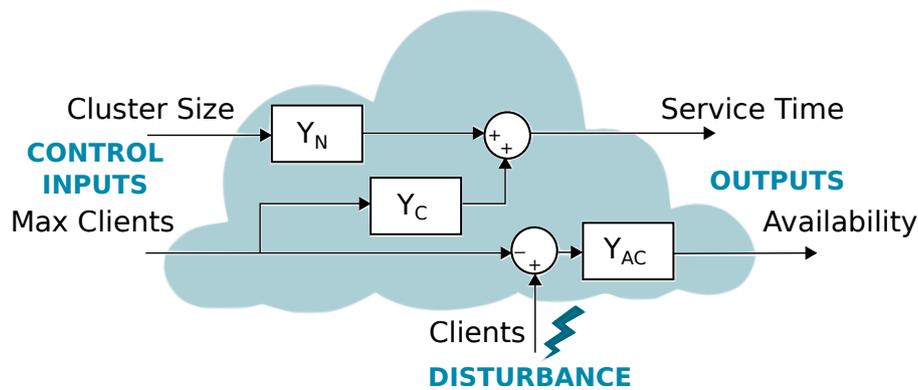 Cluster Size
Service Time
Y_N
+
+
CONTROL
INPUTS
OUTPUTS
Max Clients
Y_C
Availability
−
+
Y_AC
Clients
DISTURBANCE